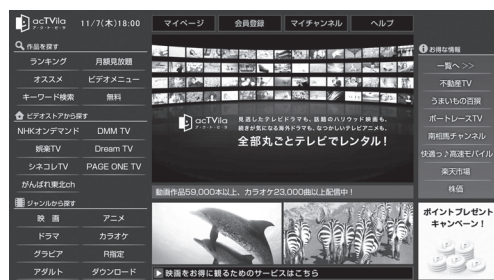 acTVila
アクトビラ
11/7(木)18:00
マイページ
会員登録
マイチャンネル
ヘルプ
作品を探す
ランキング
月額見放題
オススメ
ビデオメニュー
キーワード検索
無料
ビデオストアから探す
NHKオンデマンド
DMM TV
娯楽TV
Dream TV
シネコレTV
PAGE ONE TV
がんばれ東北ch
ジャンルから探す
映 画
アニメ
ドラマ
カラオケ
グラビア
R指定
アダルト
ダウンロード
acTVila
アクトビラ
見逃したテレビドラマも、話題のハリウッド映画も、
続きが気になる海外ドラマも、なつかしいテレビアニメも、
全部丸ごとテレビでレンタル！
動画作品59,000本以上、カラオケ23,000曲以上配信中！
映画をお得に観るためのサービスはこちら
お得な情報
一覧へ >>
不動産TV
うまいもの百撰
ボートレースTV
南相馬チャンネル
快適っ♪高速モバイル
楽天市場
株価
ポイントプレゼント
キャンペーン！